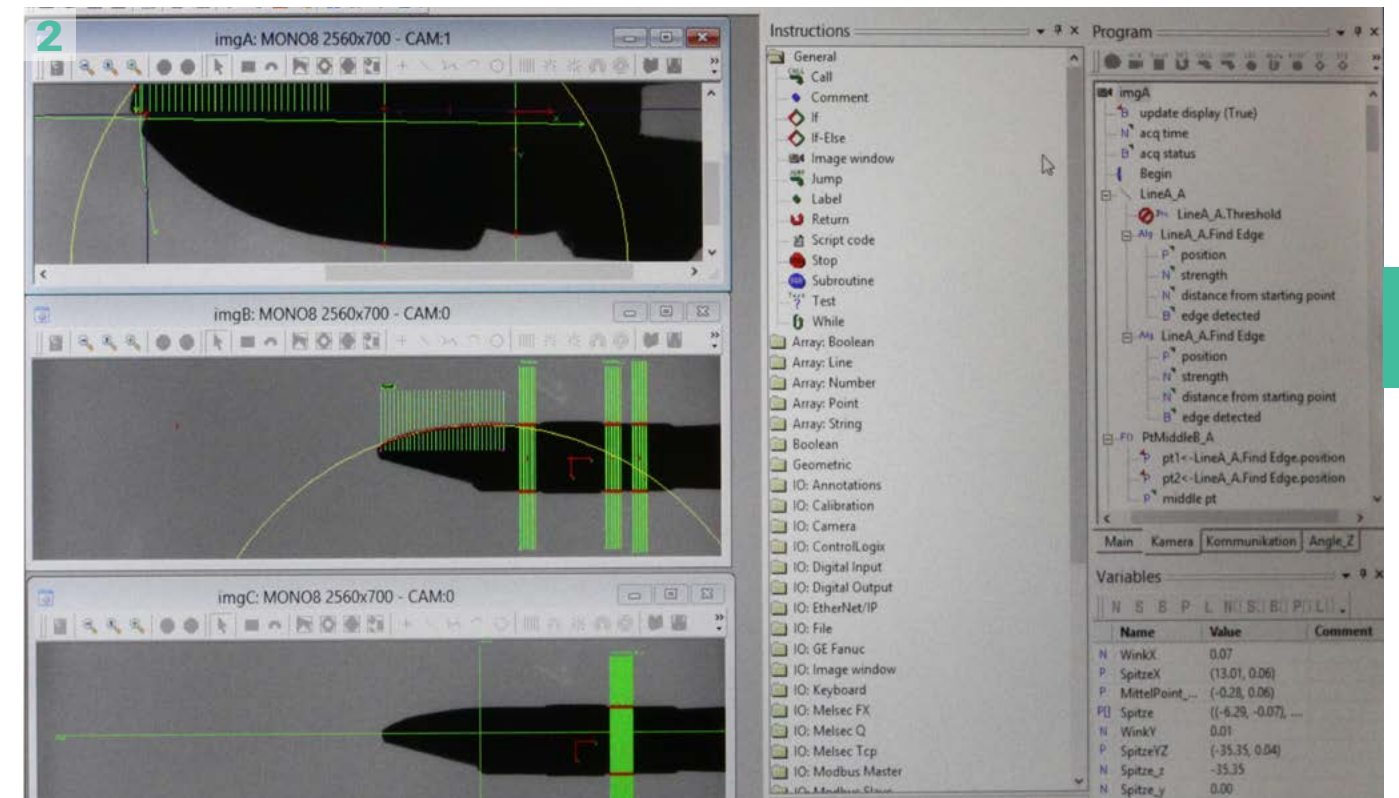 2
imgA: MONO8 2560x700 - CAM:1
imgB: MONO8 2560x700 - CAM:0
imgC: MONO8 2560x700 - CAM:0
Instructions
General
Call
Comment
If
If-Else
Image window
Jump
Label
Return
Script code
Stop
Subroutine
Test
While
Array: Boolean
Array: Line
Array: Number
Array: Point
Array: String
Boolean
Geometric
IO: Annotations
IO: Calibration
IO: Camera
IO: ControlLogix
IO: Digital Input
IO: Digital Output
IO: EtherNet/IP
IO: File
IO: GE Fanuc
IO: Image window
IO: Keyboard
IO: Melsec FX
IO: Melsec Q
IO: Melsec Tcp
IO: Modbus Master
IO: Modbus Slave
Program
imgA
B update display (True)
N acq time
B acq status
Begin
LineA_A
LineA_A.Threshold
Alg LineA_A.Find Edge
P position
N strength
N distance from starting point
B edge detected
Alg LineA_A.Find Edge
P position
N strength
N distance from starting point
B edge detected
PtMiddleB_A
P pt1<-LineA_A.Find Edge.position
P pt2<-LineA_A.Find Edge.position
P middle pt
Main Kamera Kommunikation Angle_Z
Variables
N S B P L N[] S[] B[] P[] L[]
Name Value Comment
N WinkX 0.07
P SpitzeX (13.01, 0.06)
P MittelPoint_... (-0.28, 0.06)
P[] Spitze ((-6.29, -0.07), ...
N WinkY 0.01
P SpitzeYZ (-35.35, 0.04)
N Spitze_z -35.35
N Spitze_y 0.00